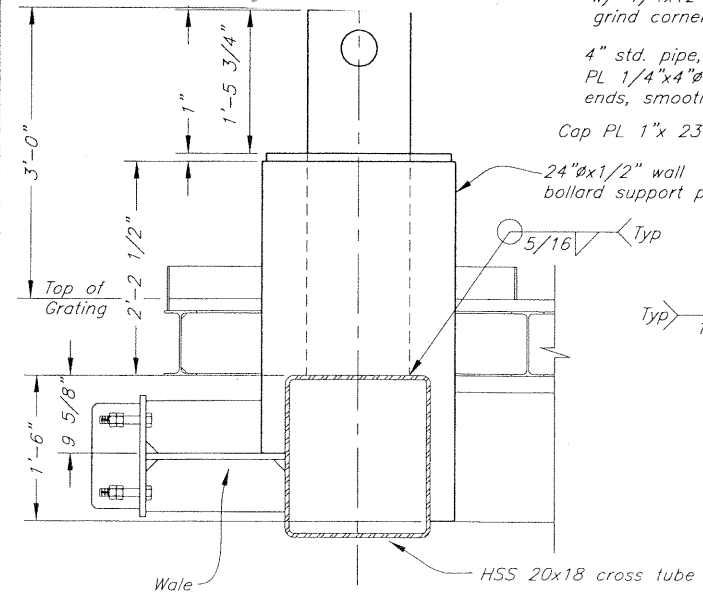 grind corner
4" std. pipe,
PL 1/4"x4"ø
ends, smooth
Cap PL 1"x 23
24"øx1/2" wall
bollard support p
5/16
Typ
Typ
3'-0"
1"
1'-5 3/4"
2'-2 1/2"
Top of
Grating
1'-6"
9 5/8"
Wale
HSS 20x18 cross tube